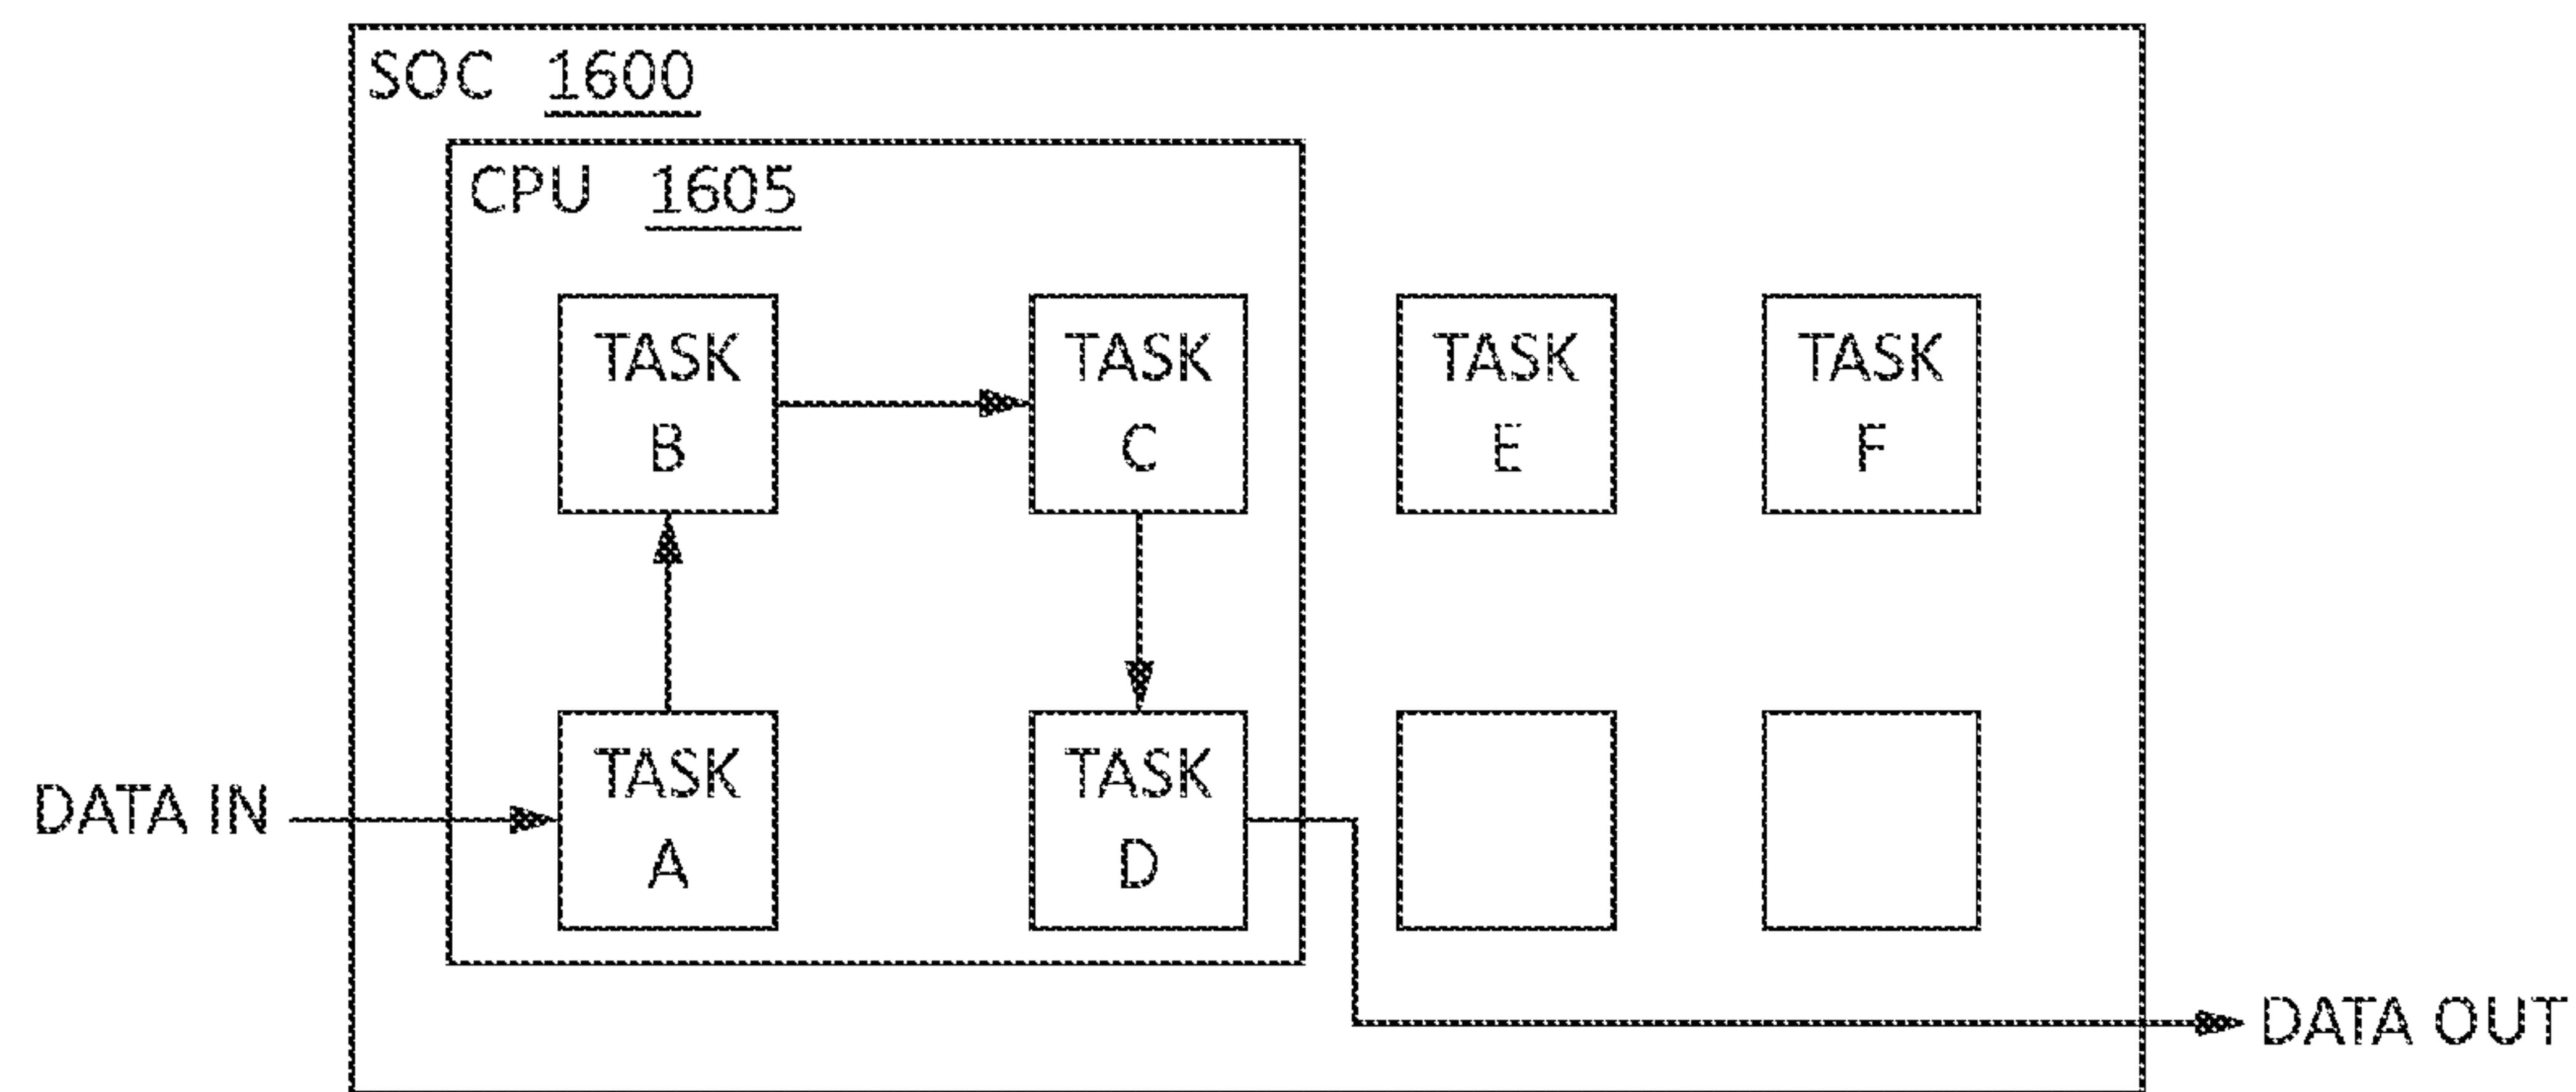 SOC 1600
CPU 1605
TASK
B
TASK
C
TASK
E
TASK
F
TASK
A
TASK
D
DATA IN
DATA OUT